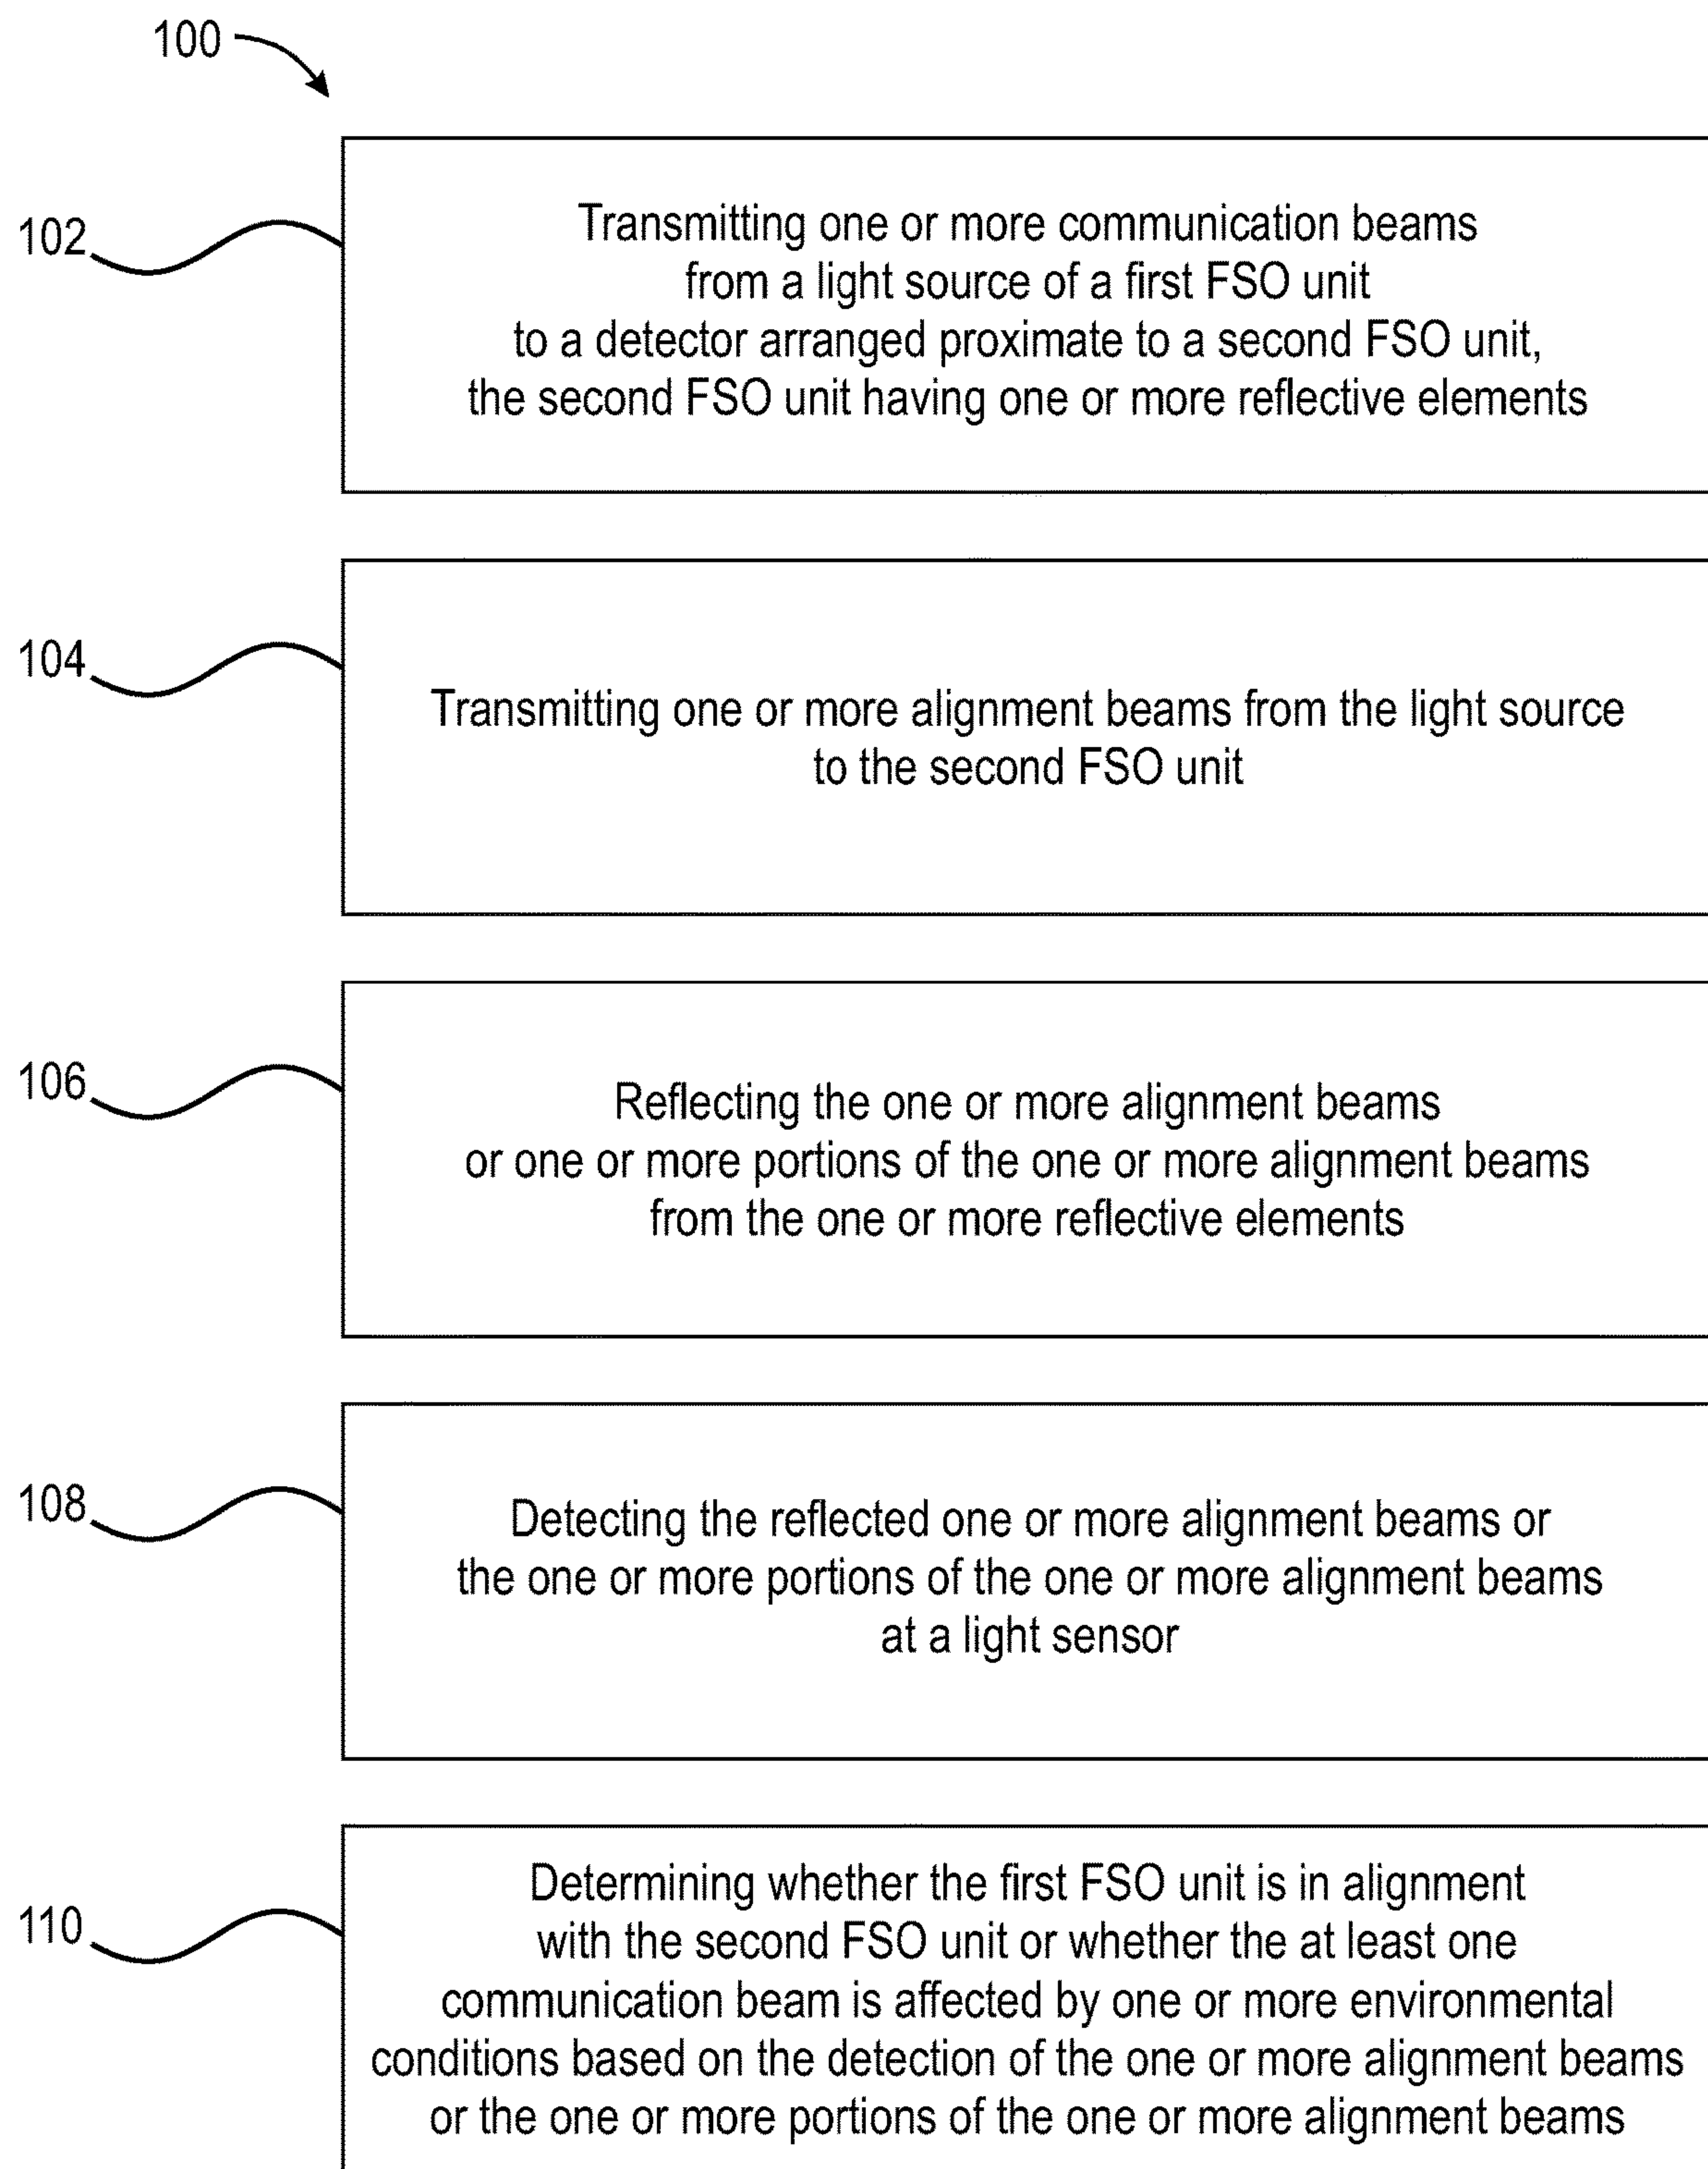 100
102
Transmitting one or more communication beams
from a light source of a first FSO unit
to a detector arranged proximate to a second FSO unit,
the second FSO unit having one or more reflective elements
104
Transmitting one or more alignment beams from the light source
to the second FSO unit
106
Reflecting the one or more alignment beams
or one or more portions of the one or more alignment beams
from the one or more reflective elements
108
Detecting the reflected one or more alignment beams or
the one or more portions of the one or more alignment beams
at a light sensor
110
Determining whether the first FSO unit is in alignment
with the second FSO unit or whether the at least one
communication beam is affected by one or more environmental
conditions based on the detection of the one or more alignment beams
or the one or more portions of the one or more alignment beams